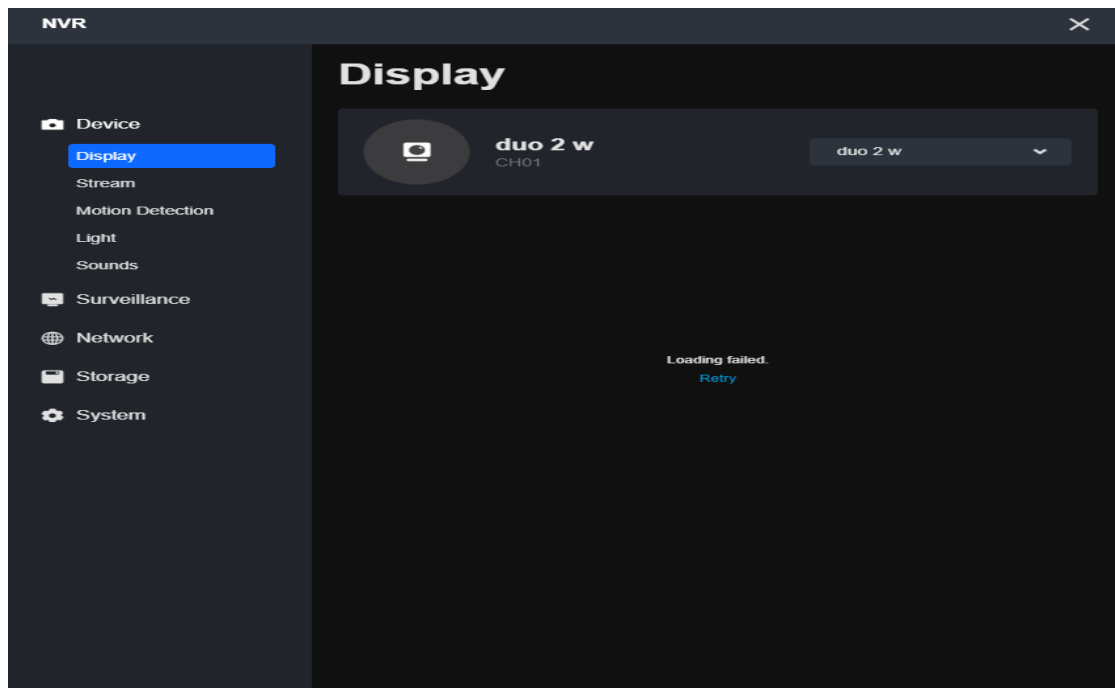 NVR
Display
Device
Display
Stream
Motion Detection
Light
Sounds
Surveillance
Network
Storage
System
duo 2 w
CH01
duo 2 w
Loading failed.
Retry